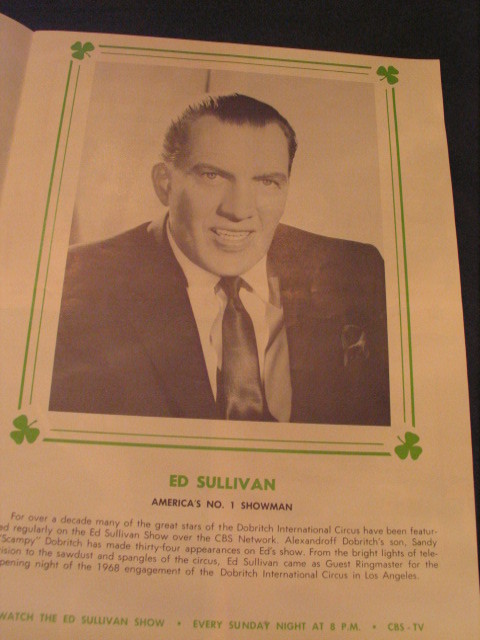 ED SULLIVAN
AMERICA'S NO. 1 SHOWMAN
For over a decade many of the great stars of the Dobritch International Circus have been featur-
ed regularly on the Ed Sullivan Show over the CBS Network. Alexandroff Dobritch's son, Sandy
"Scampy" Dobritch has made thirty-four appearances on Ed's show. From the bright lights of tele-
vision to the sawdust and spangles of the circus, Ed Sullivan came as Guest Ringmaster for the
pening night of the 1968 engagement of the Dobritch International Circus in Los Angeles.
WATCH THE ED SULLIVAN SHOW • EVERY SUNDAY NIGHT AT 8 P.M. • CBS-TV